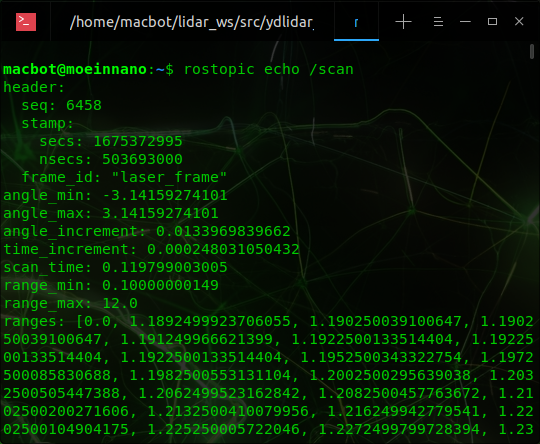 /home/macbot/lidar_ws/src/ydlidar_
r
macbot@moeinnano:~$ rostopic echo /scan
header:
  seq: 6458
  stamp:
    secs: 1675372995
    nsecs: 503693000
  frame_id: "laser_frame"
angle_min: -3.14159274101
angle_max: 3.14159274101
angle_increment: 0.0133969839662
time_increment: 0.000248031050432
scan_time: 0.119799003005
range_min: 0.10000000149
range_max: 12.0
ranges: [0.0, 1.1892499923706055, 1.190250039100647, 1.1902
50039100647, 1.191249966621399, 1.1922500133514404, 1.19225
00133514404, 1.1922500133514404, 1.1952500343322754, 1.1972
500085830688, 1.1982500553131104, 1.2002500295639038, 1.203
2500505447388, 1.2062499523162842, 1.2082500457763672, 1.21
02500200271606, 1.2132500410079956, 1.216249942779541, 1.22
02500104904175, 1.225250005722046, 1.2272499799728394, 1.23